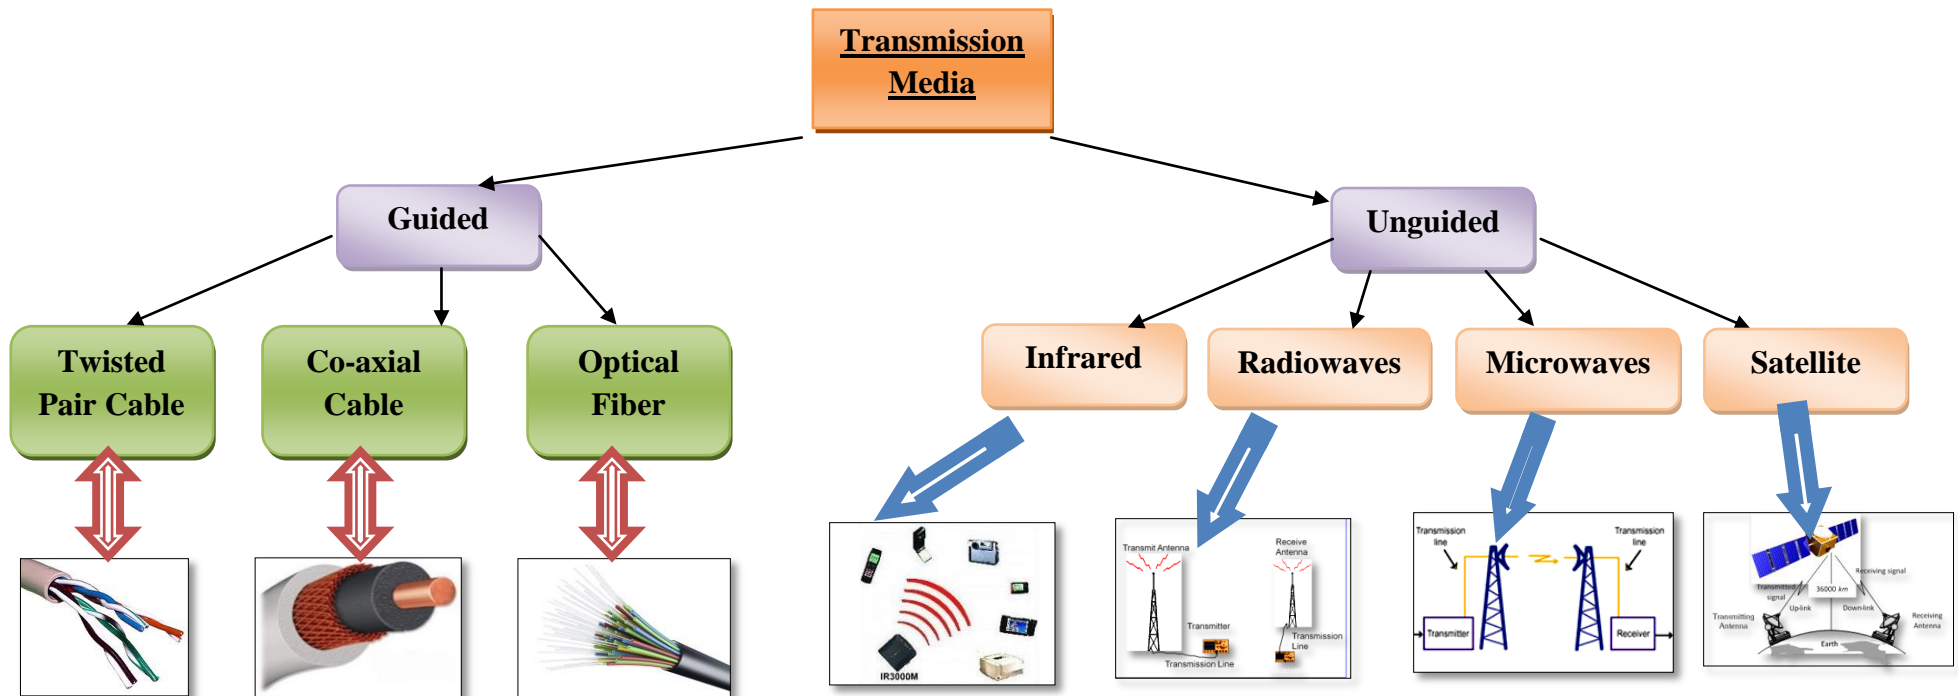 Transmission
Media
Guided
Unguided
Twisted
Pair Cable
Co-axial
Cable
Optical
Fiber
Infrared
Radiowaves
Microwaves
Satellite
IR3000M
Transmit Antenna
Receive
Antenna
Transmitter
Transmission
Line
Transmission Line
Transmission
line
Transmission
line
Transmitter
Receiver
Receiving signal
Transmitted
signal
36000 km
Up-link
Down-link
Transmitting
Antenna
Receiving
Antenna
Earth